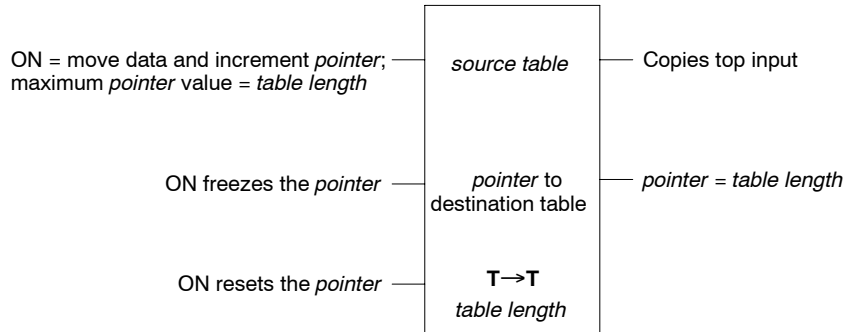 ON = move data and increment pointer;
maximum pointer value = table length
source table
Copies top input
ON freezes the pointer
pointer to
destination table
pointer = table length
ON resets the pointer
T→T
table length